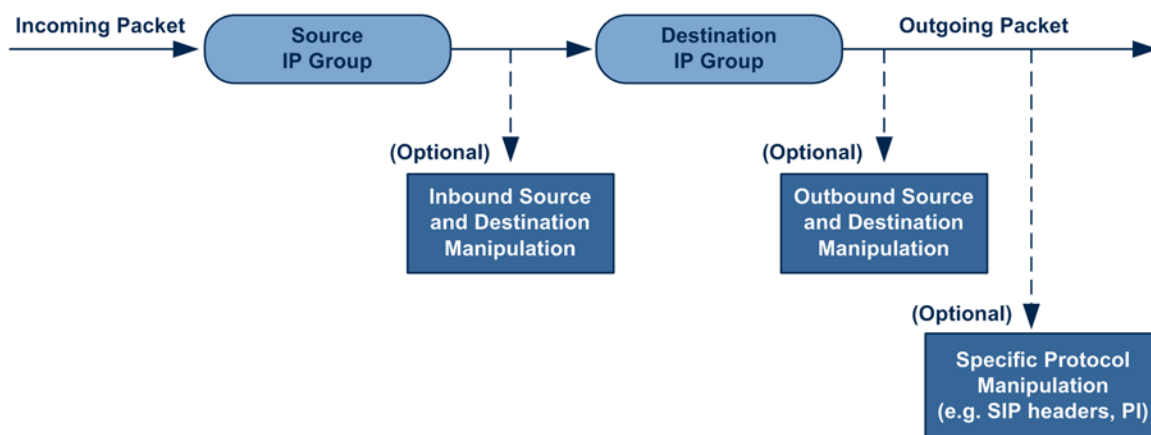 Incoming Packet
Source
IP Group
Destination
IP Group
Outgoing Packet
(Optional)
Inbound Source
and Destination
Manipulation
(Optional)
Outbound Source
and Destination
Manipulation
(Optional)
Specific Protocol
Manipulation
(e.g. SIP headers, PI)